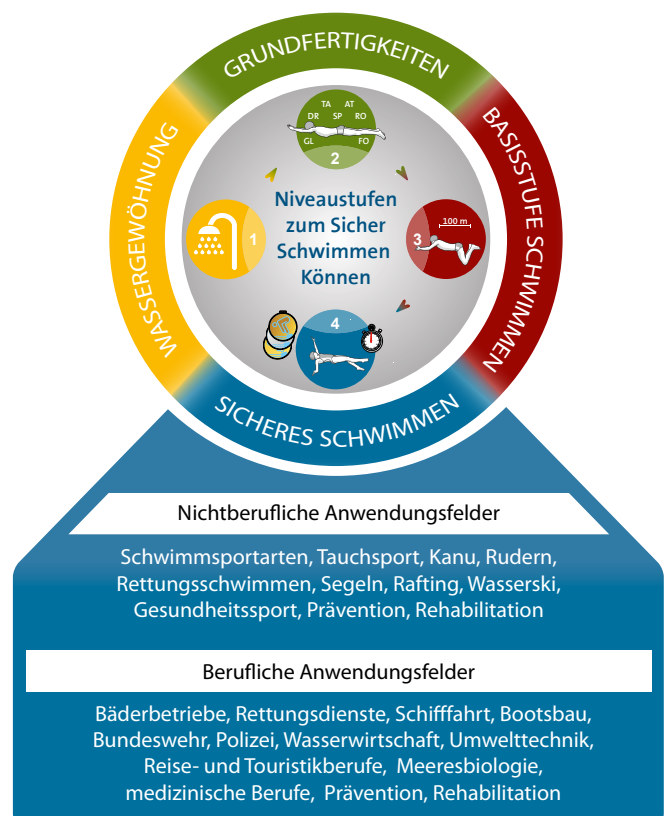 GRUNDFERTIGKEITEN
WASSERGEWÖHNUNG
BASISSTUFE SCHWIMMEN
SICHERES SCHWIMMEN
TA AT
DR SP RO
GL FO
2
Niveaustufen
zum Sicher
Schwimmen
Können
1
100 m
3
4
Nichtberufliche Anwendungsfelder
Schwimmsportarten, Tauchsport, Kanu, Rudern,
Rettungsschwimmen, Segeln, Rafting, Wasserski,
Gesundheitssport, Prävention, Rehabilitation
Berufliche Anwendungsfelder
Bäderbetriebe, Rettungsdienste, Schifffahrt, Bootsbau,
Bundeswehr, Polizei, Wasserwirtschaft, Umwelttechnik,
Reise- und Touristikberufe, Meeresbiologie,
medizinische Berufe, Prävention, Rehabilitation